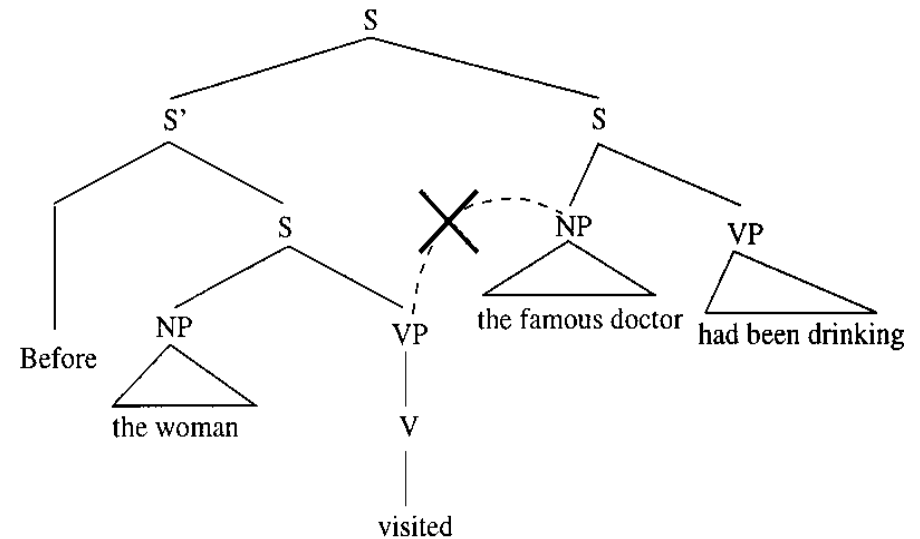 S
S’ S
S NP VP
the famous doctor had been drinking
NP VP
Before
the woman V
visited